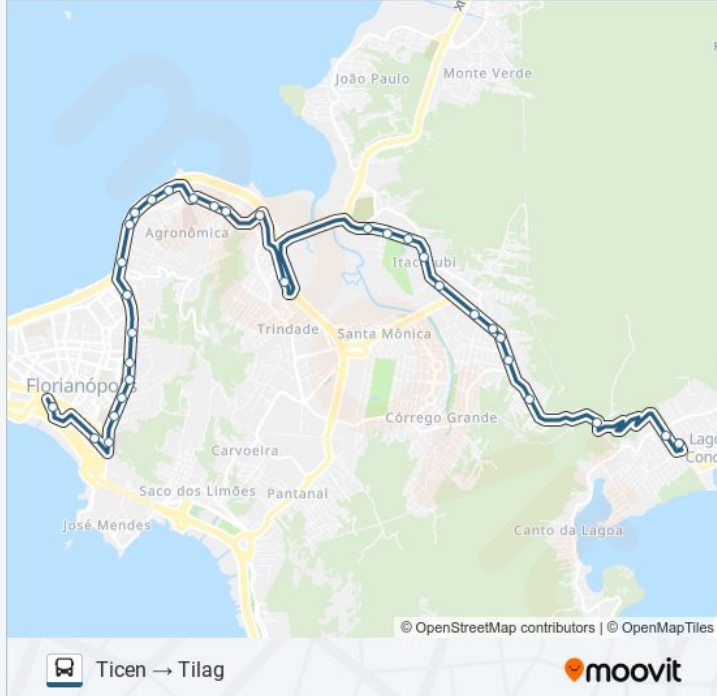 João Paulo
Monte Verde
Agronômica
Itacorubi
Trindade
Santa Mônica
Florianópolis
Córrego Grande
Carvoeira
Saco dos Limões
Pantanal
José Mendes
Canto da Lagoa
© OpenStreetMap contributors | © OpenMapTiles
Ticen → Tilag
moovit